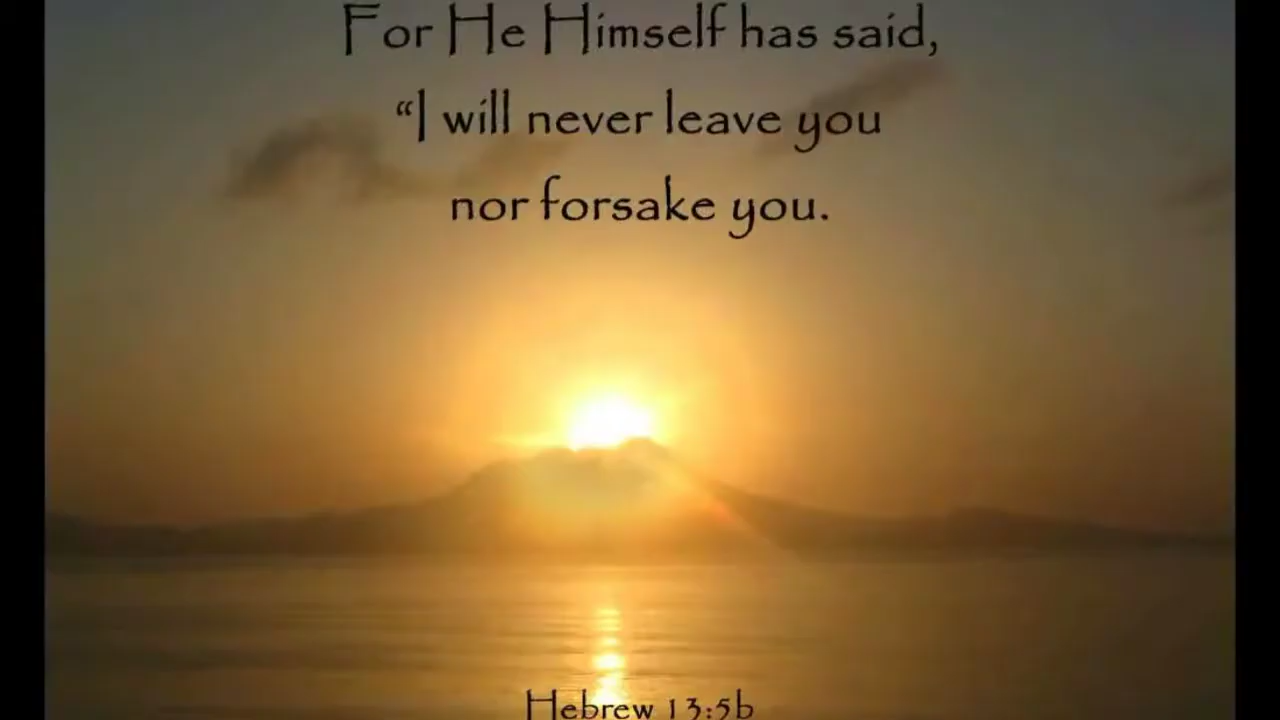 For He Himself has said,
“I will never leave you
nor forsake you.
Hebrew 13:5b